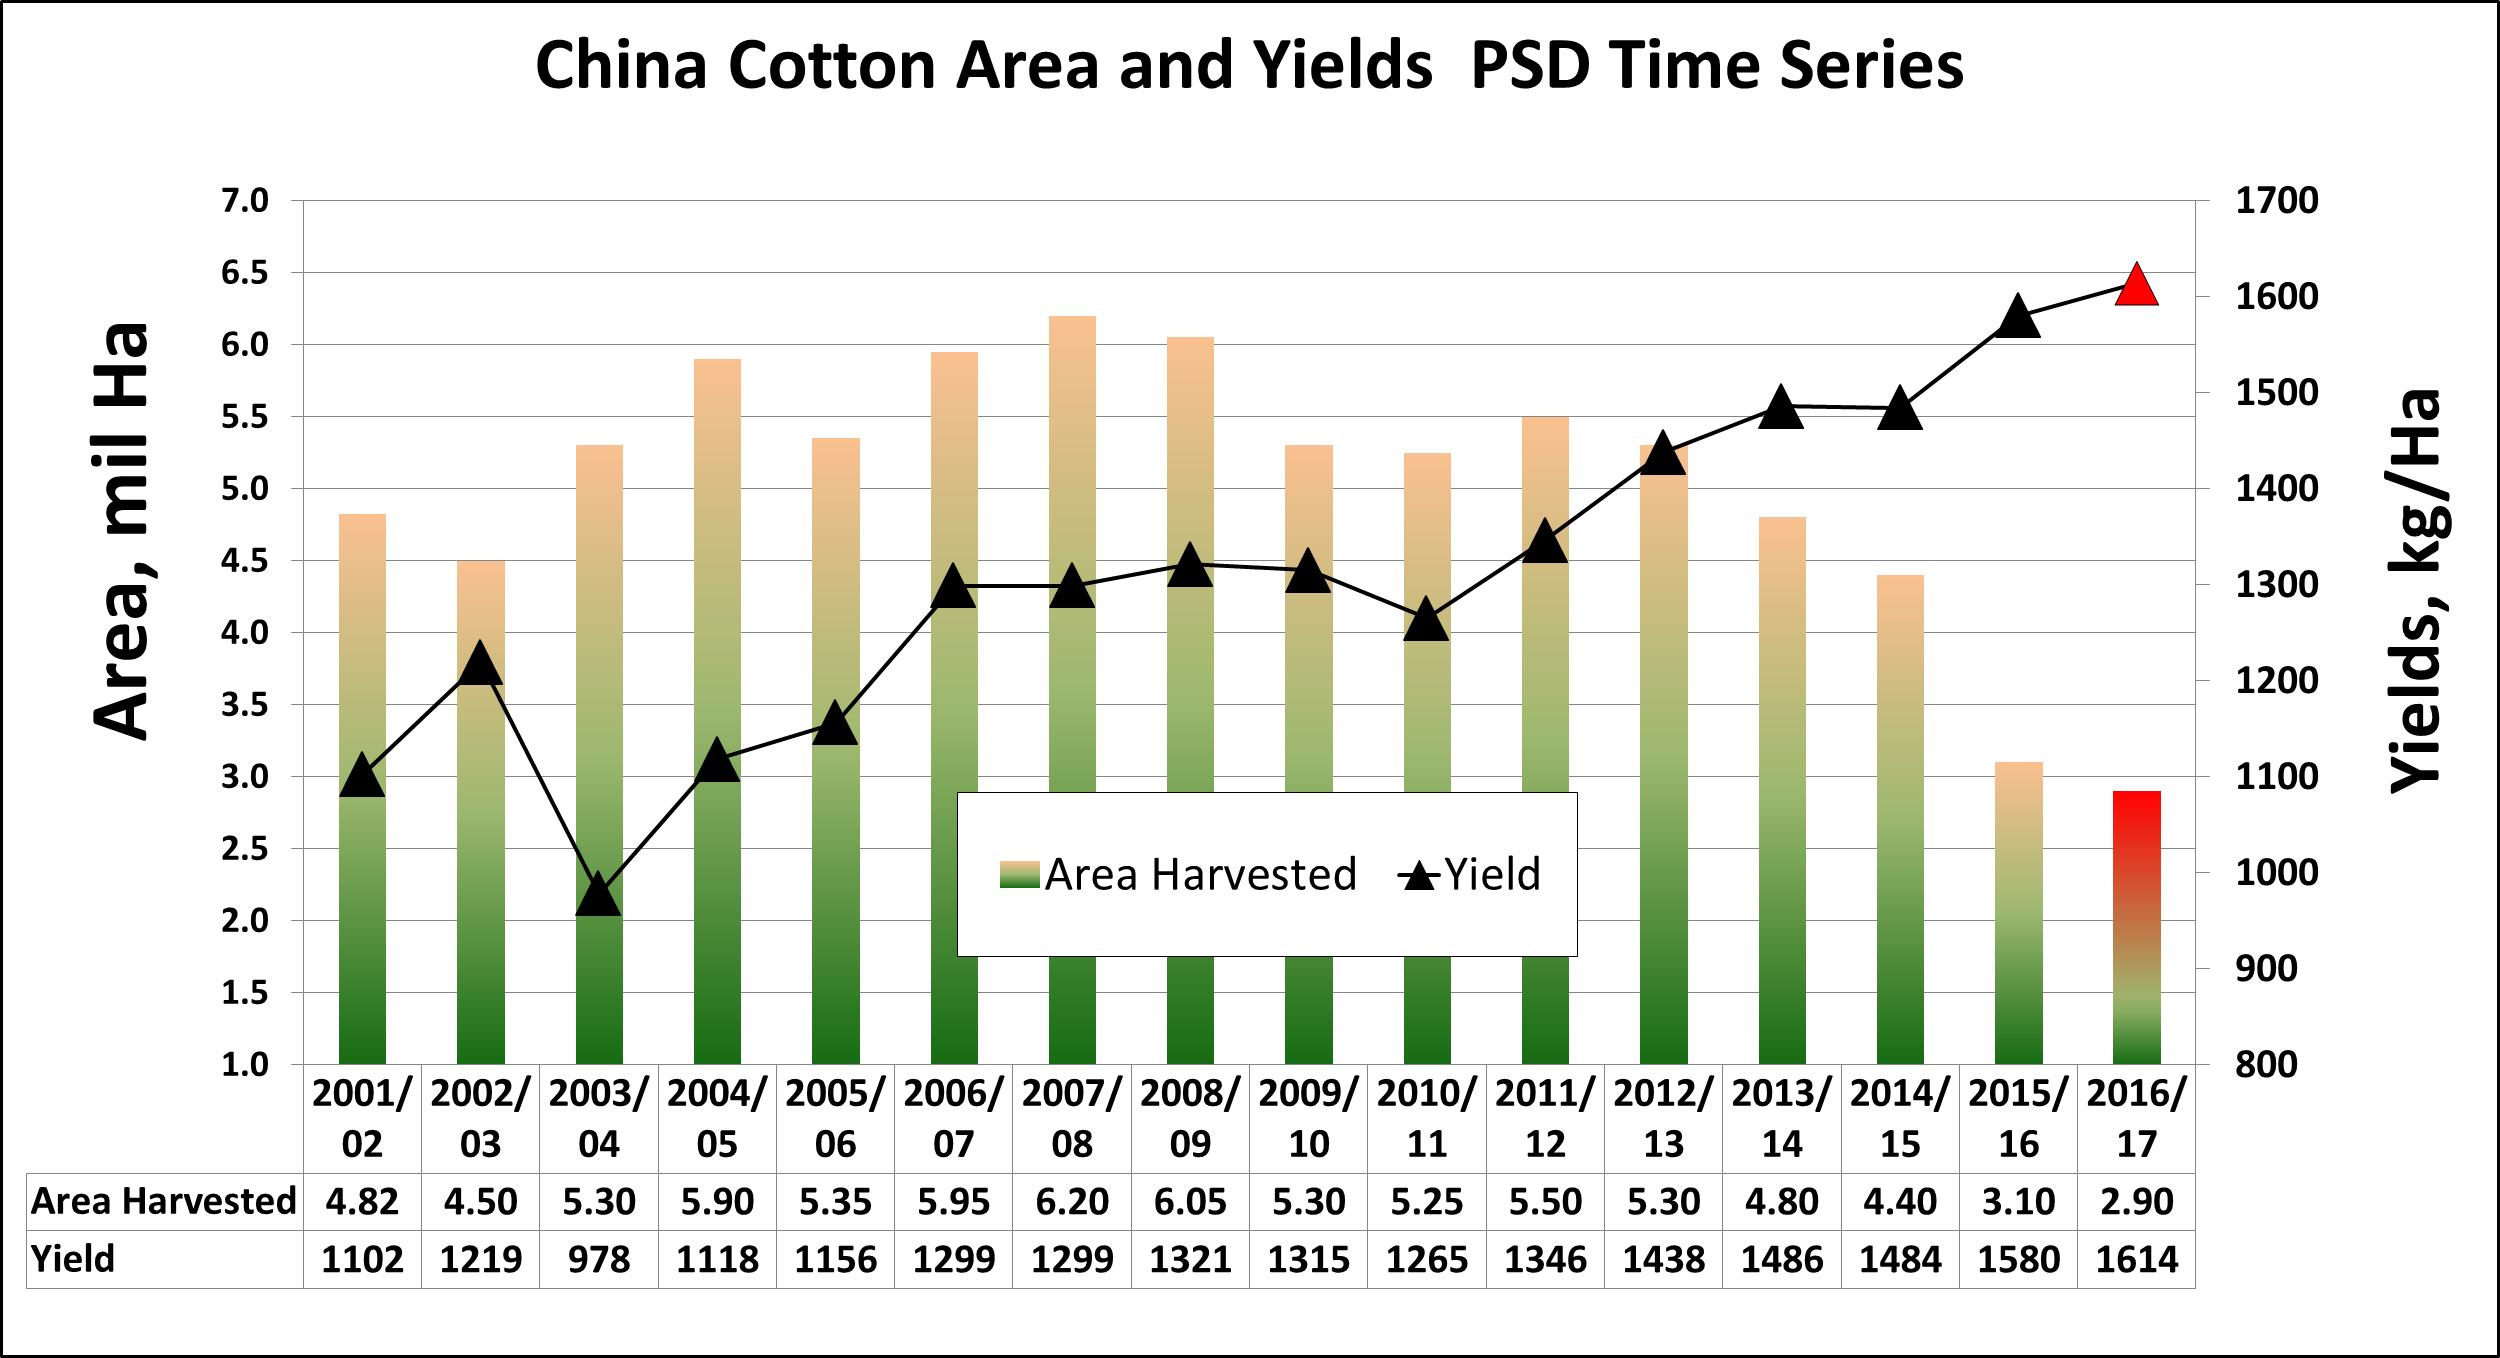 China Cotton Area and Yields  PSD Time Series
Area, mil Ha
7.0
6.5
6.0
5.5
5.0
4.5
4.0
3.5
3.0
2.5
2.0
1.5
1.0
1700
1600
1500
1400
1300
1200
1100
1000
900
800
Yields, kg/Ha
Area Harvested Yield
2001/ 2002/ 2003/ 2004/ 2005/ 2006/ 2007/ 2008/ 2009/ 2010/ 2011/ 2012/ 2013/ 2014/ 2015/ 2016/
02 03 04 05 06 07 08 09 10 11 12 13 14 15 16 17
Area Harvested 4.82 4.50 5.30 5.90 5.35 5.95 6.20 6.05 5.30 5.25 5.50 5.30 4.80 4.40 3.10 2.90
Yield 1102 1219 978 1118 1156 1299 1299 1321 1315 1265 1346 1438 1486 1484 1580 1614